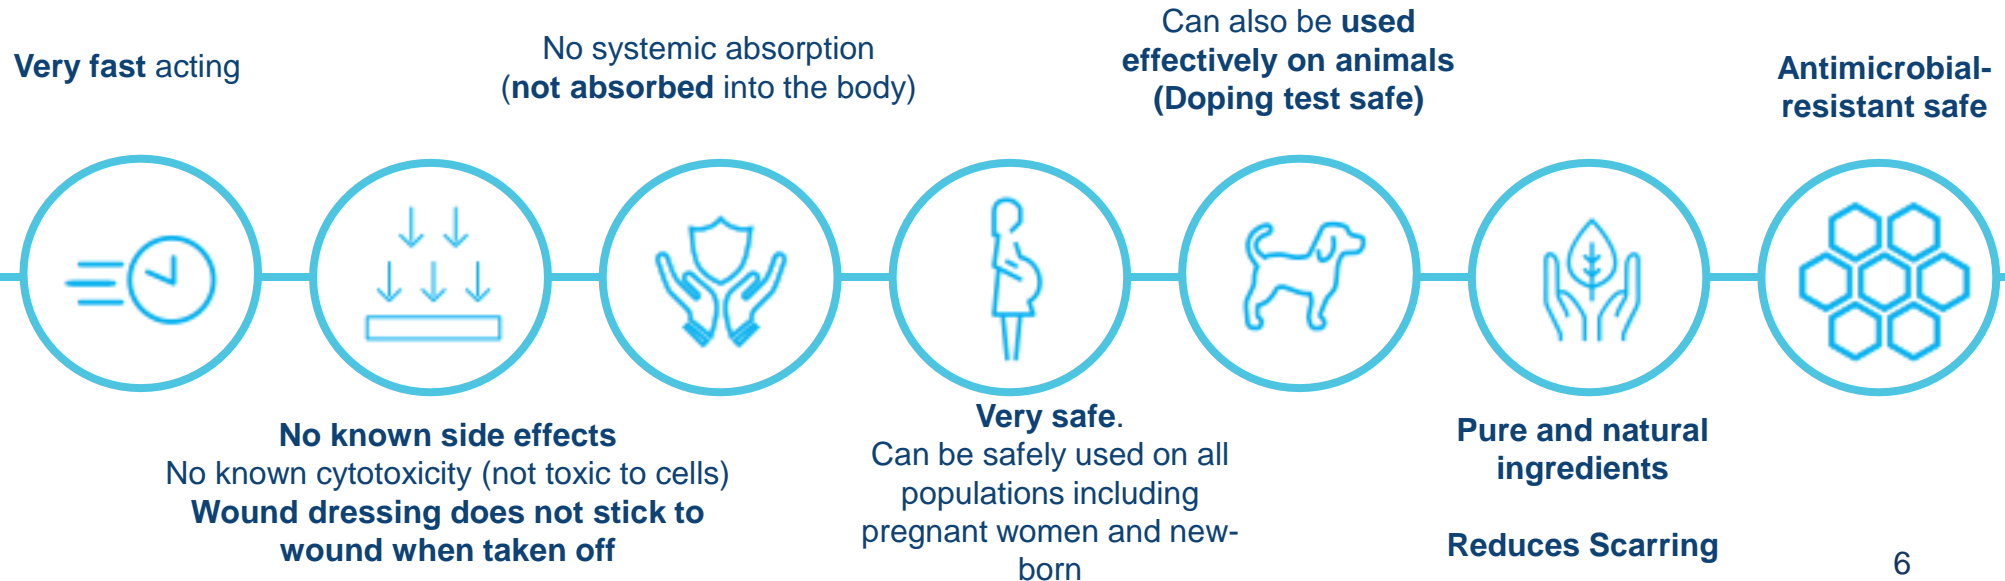 Very fast acting
No known side effects
No known cytotoxicity (not toxic to cells)
Wound dressing does not stick to
wound when taken off
No systemic absorption
(not absorbed into the body)
Very safe.
Can be safely used on all
populations including
pregnant women and new-
born
Can also be used
effectively on animals
(Doping test safe)
Pure and natural
ingredients
Reduces Scarring
Antimicrobial-
resistant safe
6